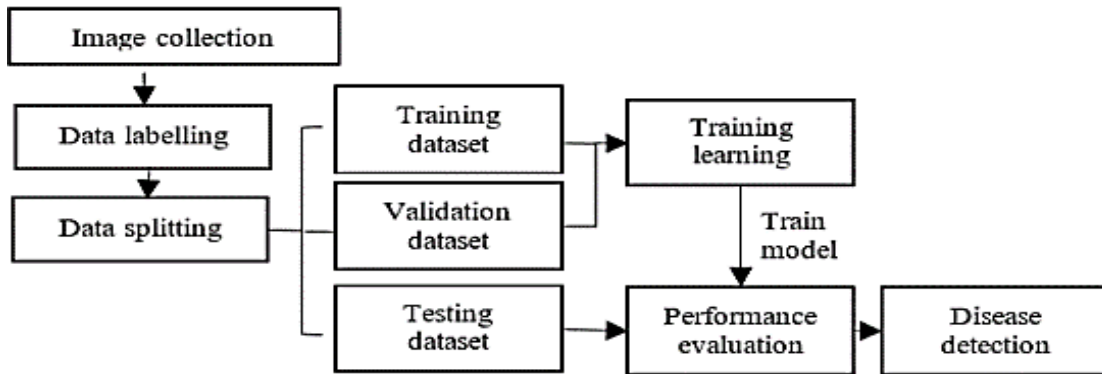 Image collection
Data labelling
Data splitting
Training
dataset
Validation
dataset
Testing
dataset
Training
learning
Train
model
Performance
evaluation
Disease
detection